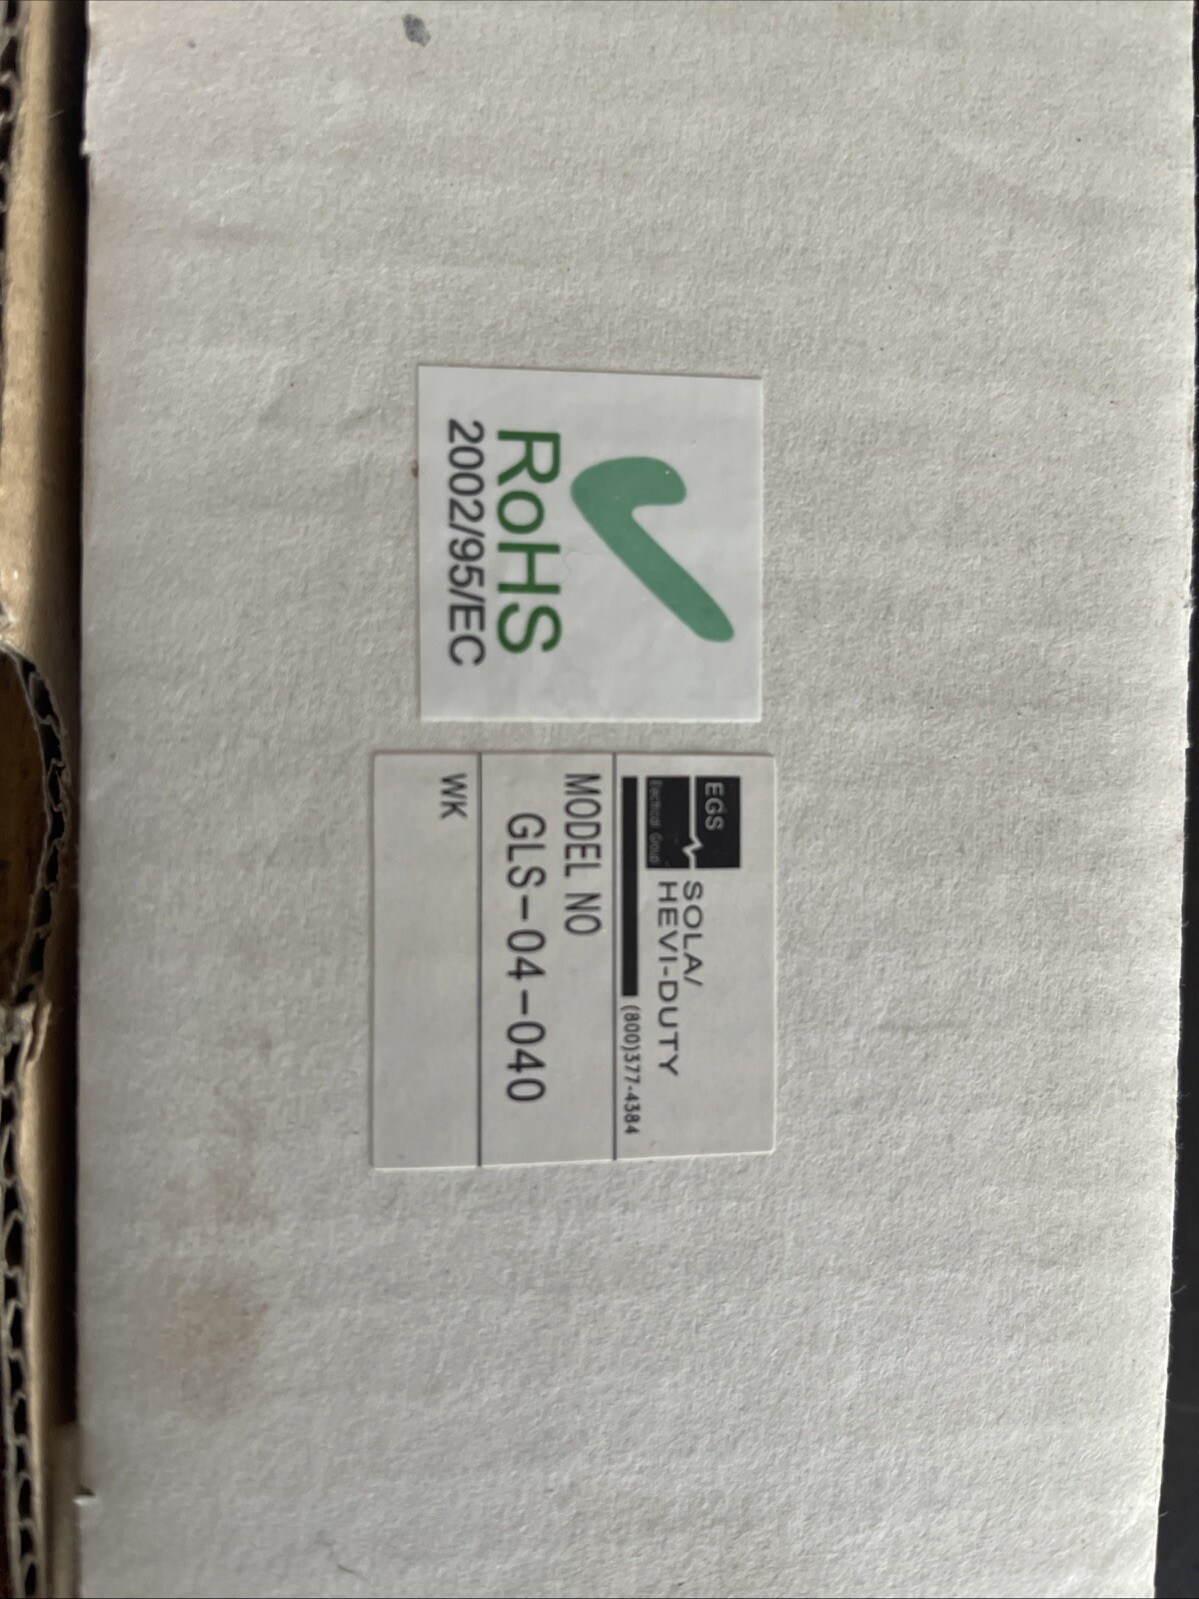 RoHS
2002/95/EC
EGS
Electrical Group
SOLA/
HEVI-DUTY
(800)377-4384
MODEL NO
GLS-04-040
WK